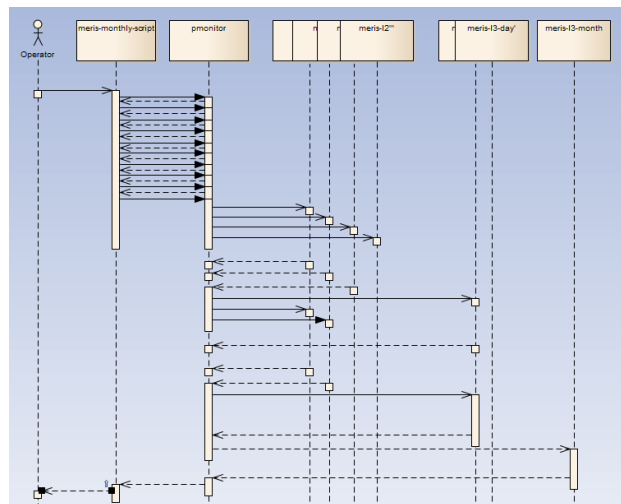 meris-monthly-script
pmonitor
meris-l2'''
meris-l3-day'
meris-l3-month
Operator